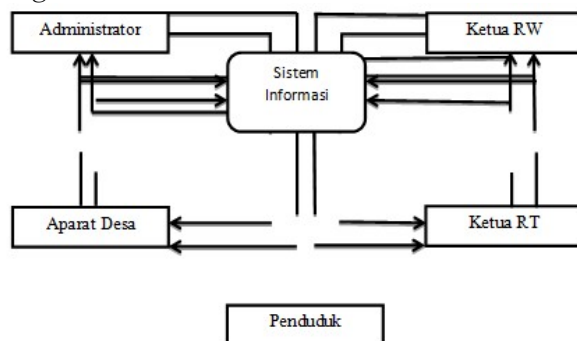 Administrator
Ketua RW
Sistem
Informasi
Aparat Desa
Ketua RT
Penduduk